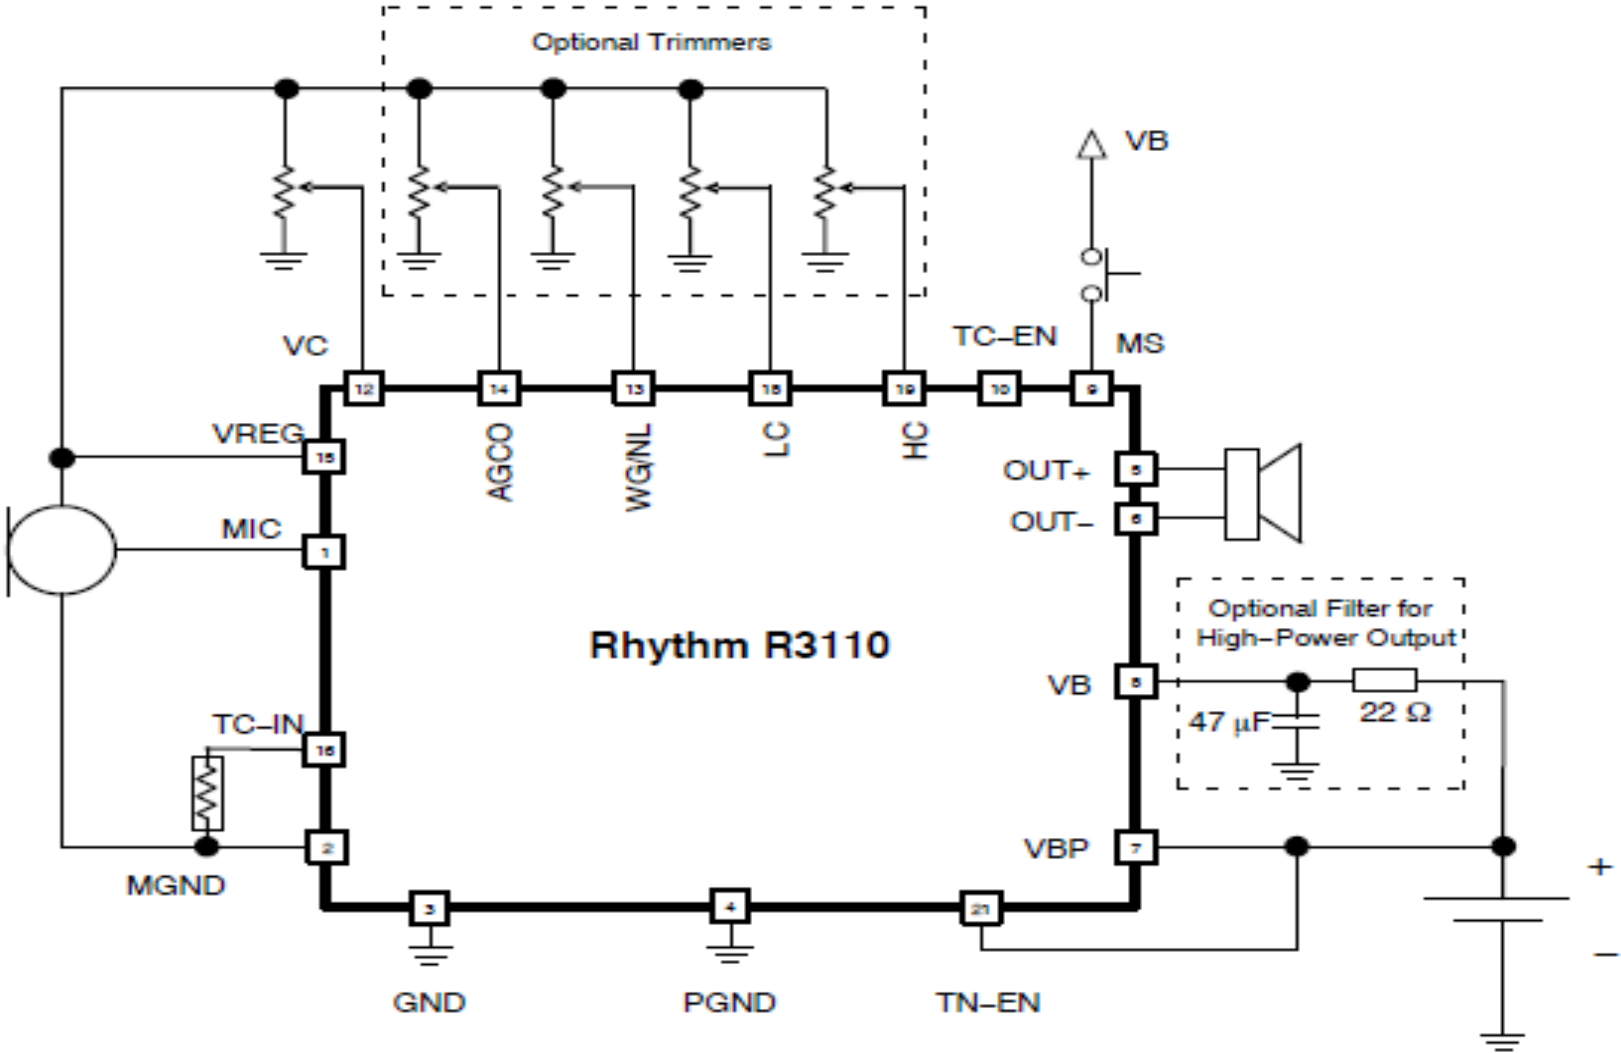 Optional Trimmers
VB
VC
TC-EN
MS
12
14
13
18
19
10
9
VREG
15
AGCO
WG/NL
LC
HC
OUT+
5
MIC
1
OUT-
6
Optional Filter for
High-Power Output
Rhythm R3110
VB
8
47 µF
22 Ω
TC-IN
16
2
VBP
7
MGND
+
3
4
21
-
GND
PGND
TN-EN